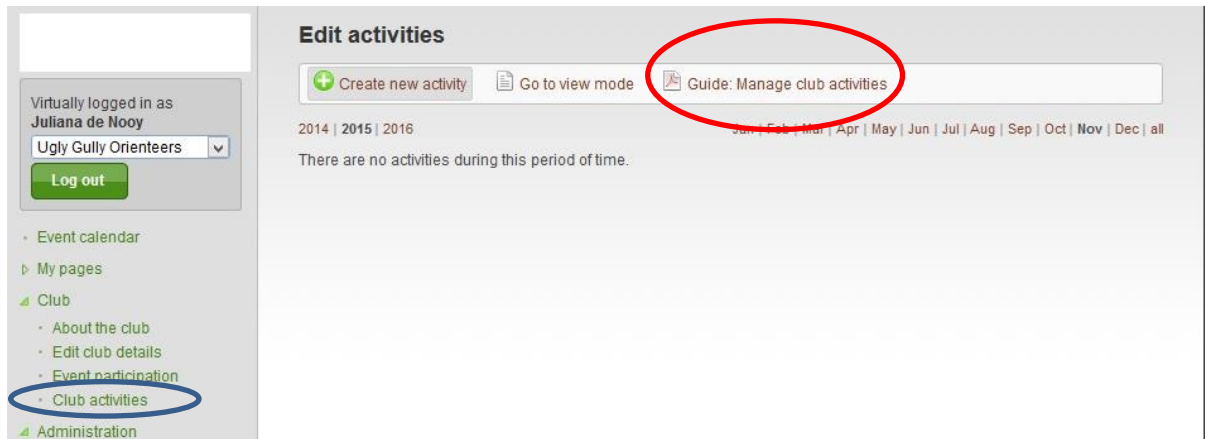 Edit activities
Create new activity Go to view mode Guide: Manage club activities
2014 | 2015 | 2016 Jan | Feb | Mar | Apr | May | Jun | Jul | Aug | Sep | Oct | Nov | Dec | all
There are no activities during this period of time.
Virtually logged in as
Juliana de Nooy
Ugly Gully Orienteers
Log out
Event calendar
My pages
Club
About the club
Edit club details
Event participation
Club activities
Administration